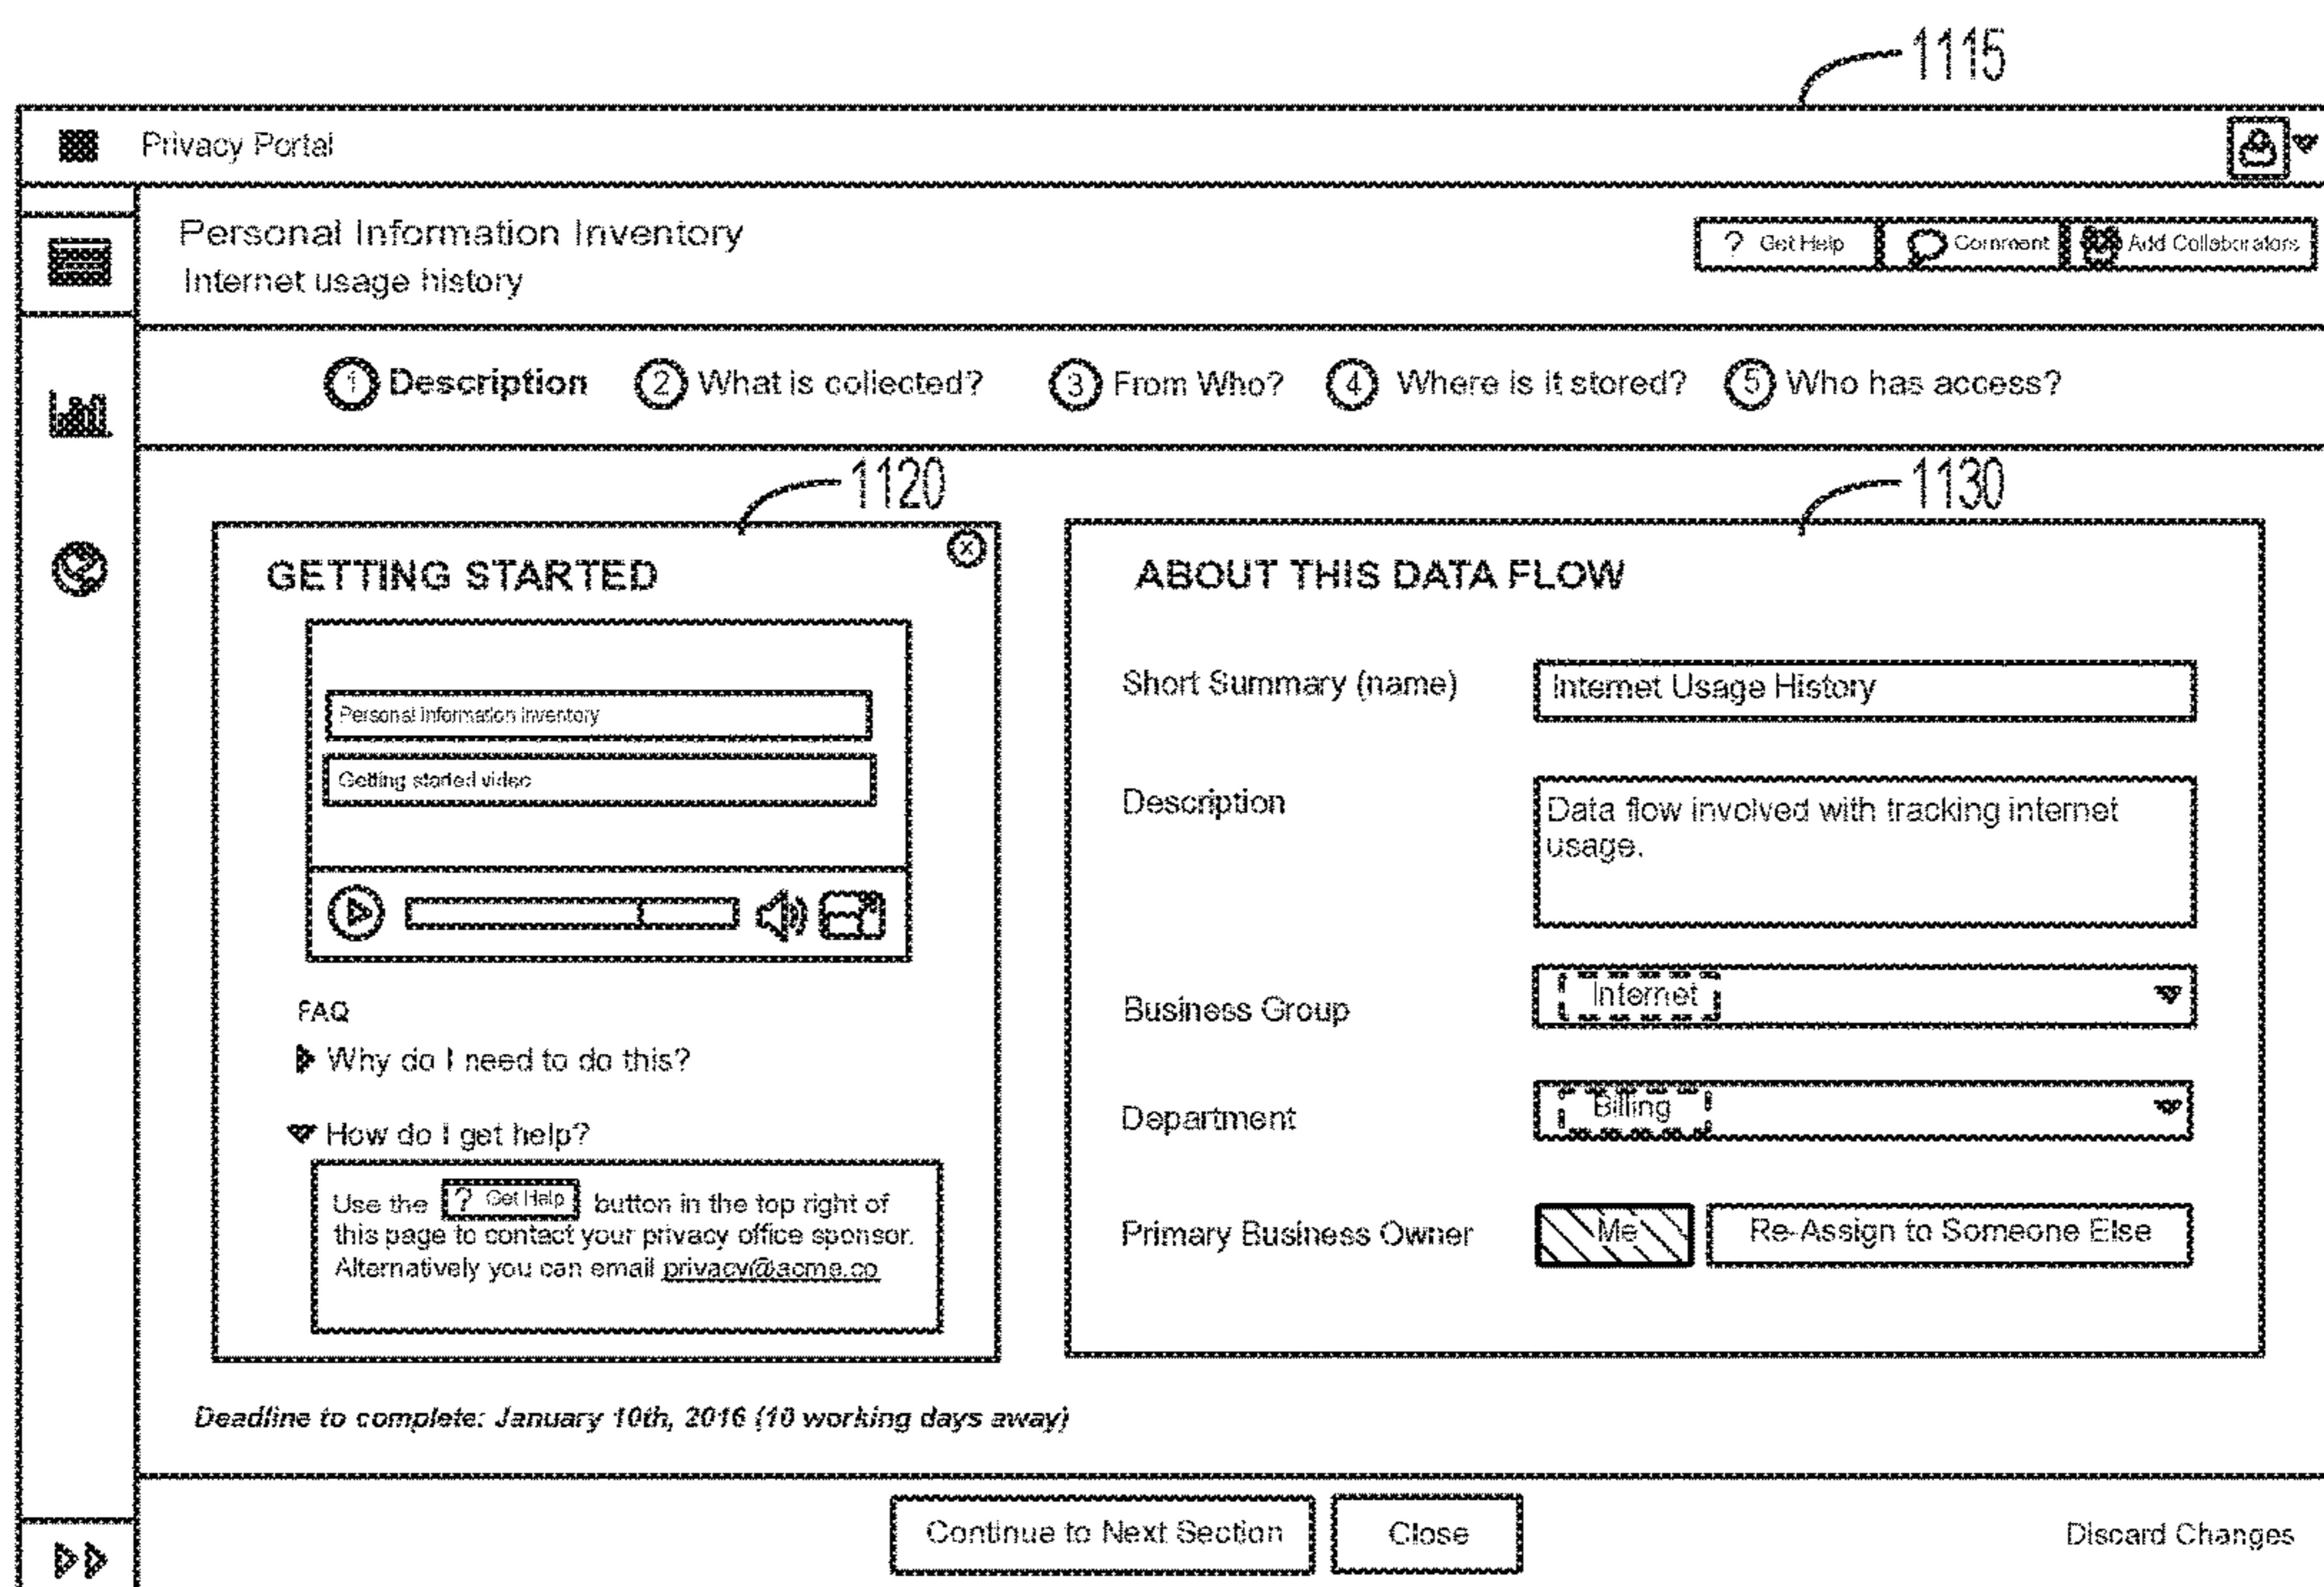 1115
Privacy Portal
Personal Information Inventory
Internet usage history
? Get Help
Comment
Add Collaborators
1 Description
2 What is collected?
3 From Who?
4 Where is it stored?
5 Who has access?
1120
GETTING STARTED
X
Personal Information Inventory
Getting started video
FAQ
Why do I need to do this?
How do I get help?
Use the ? Get Help button in the top right of
this page to contact your privacy office sponsor.
Alternatively you can email privacy@acme.co
1130
ABOUT THIS DATA FLOW
Short Summary (name)
Internet Usage History
Description
Data flow involved with tracking internet
usage.
Business Group
Internet
Department
Billing
Primary Business Owner
Me
Re-Assign to Someone Else
Deadline to complete: January 10th, 2016 (10 working days away)
Continue to Next Section
Close
Discard Changes